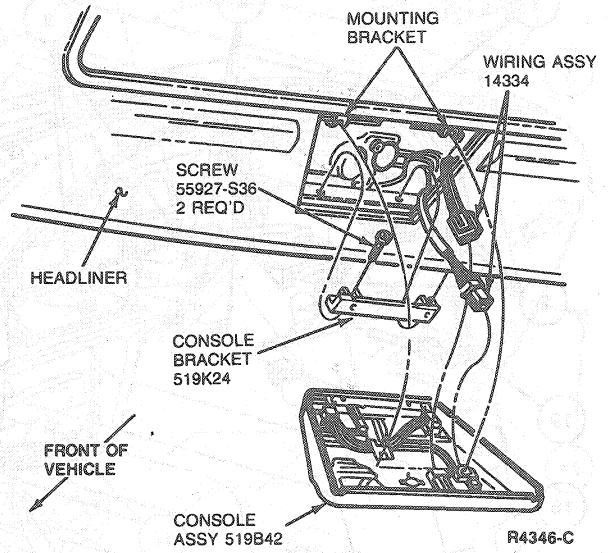 MOUNTING
BRACKET
WIRING ASSY
14334
SCREW
55927-S36
2 REQ'D
HEADLINER
CONSOLE
BRACKET
519K24
FRONT OF
VEHICLE
CONSOLE
ASSY 519B42
R4346-C